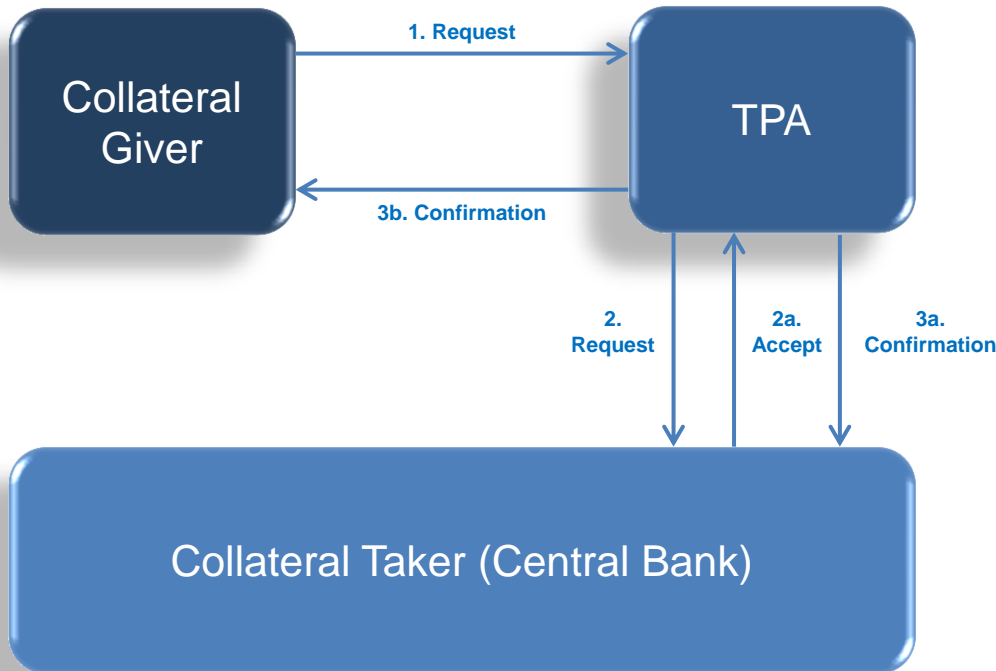 1. Request
Collateral
Giver
TPA
3b. Confirmation
2.
Request
2a.
Accept
3a.
Confirmation
Collateral Taker (Central Bank)